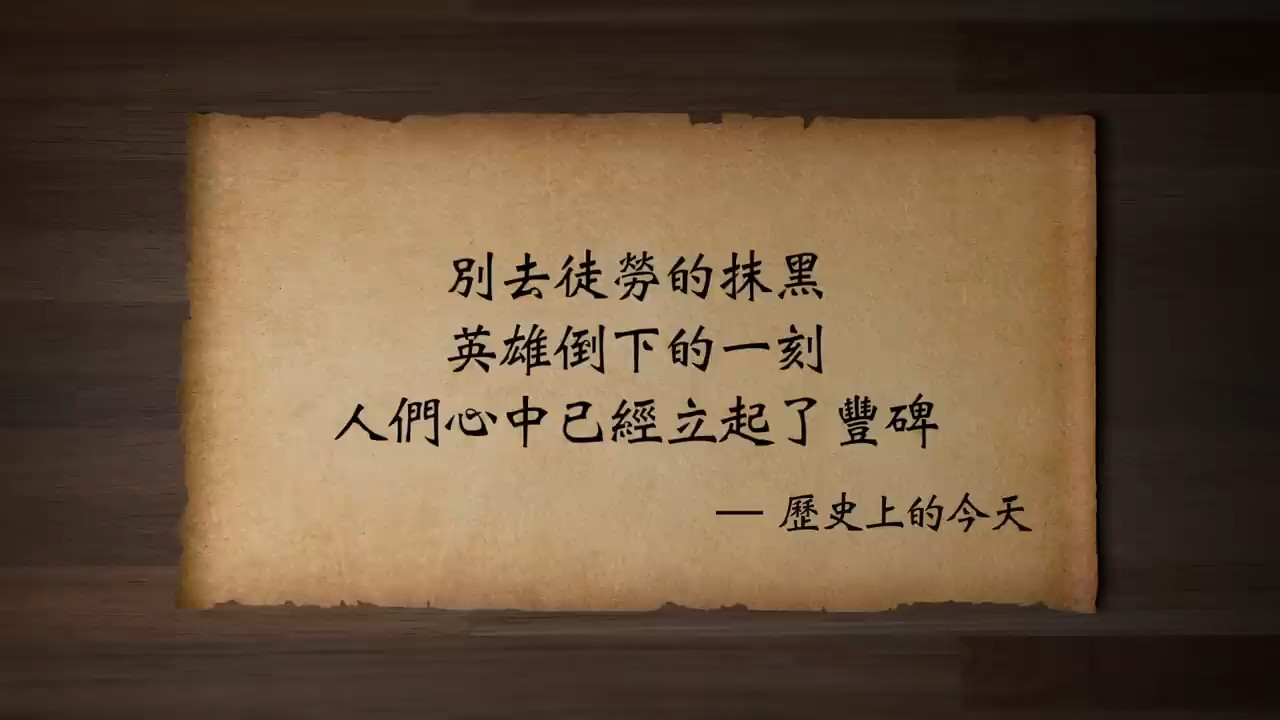 別去徒勞的抹黑
英雄倒下的一刻
人們心中已經立起了豐碑
— 歷史上的今天